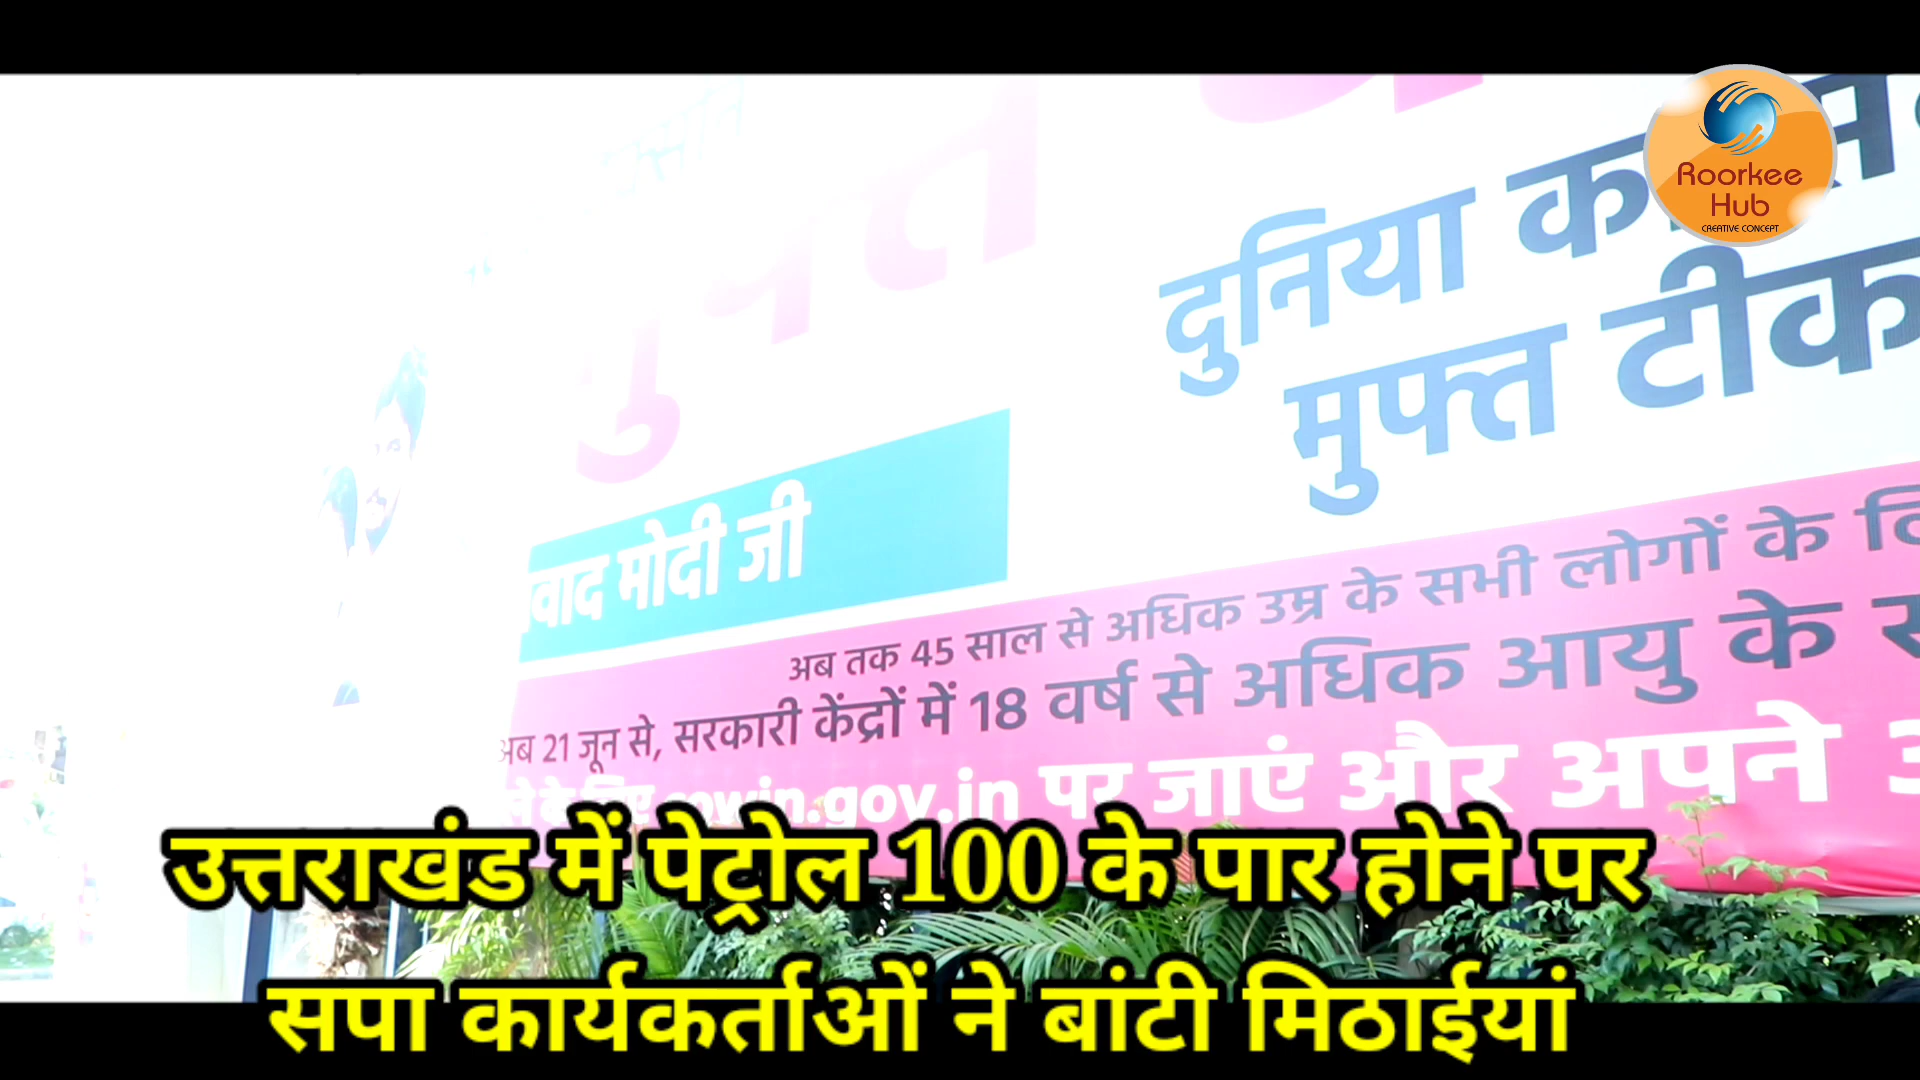 Roorkee
Hub
CREATIVE CONCEPT
दुनिया
मुफ्त
मोदी जी
अब तक 45 साल से अधिक उम्र के सभी लोगों के
अब 21 जून से, सरकारी केंद्रों में 18 वर्ष से अधिक आयु के
cowin.gov.in पर जाएं और अपने
उत्तराखंड में पेट्रोल 100 के पार होने पर
सपा कार्यकर्ताओं ने बांटी मिठाईयां